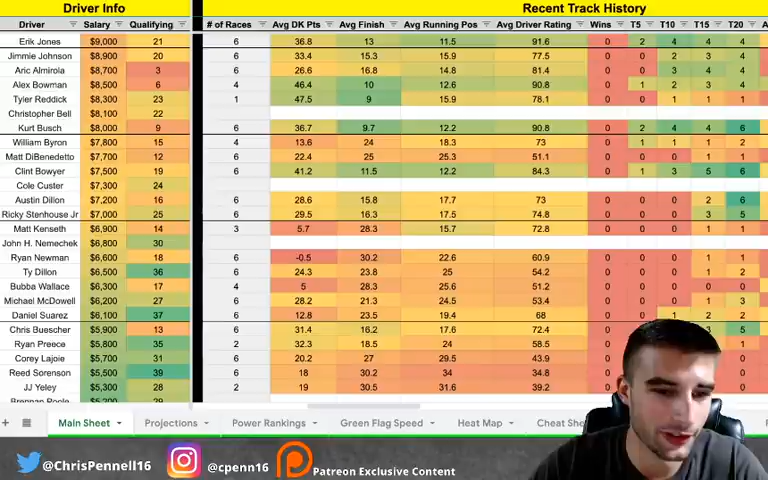 Driver Info
Recent Track History
Driver Salary Qualifying # of Races Avg DK Pts Avg Finish Avg Running Pos Avg Driver Rating Wins T5 T10 T15 T20
Erik Jones $9,000 21 6 36.8 13 11.5 91.6 0 2 4 4 4
Jimmie Johnson $8,900 20 6 33.4 15.3 15.9 77.5 0 0 2 3 4
Aric Almirola $8,700 3 6 26.6 16.8 14.8 81.4 0 0 3 4 4
Alex Bowman $8,500 6 4 46.4 10 12.6 90.8 0 1 2 3 4
Tyler Reddick $8,300 23 1 47.5 9 15.9 78.1 0 0 1 1 1
Christopher Bell $8,100 22
Kurt Busch $8,000 9 6 36.7 9.7 12.2 90.8 0 2 4 4 6
William Byron $7,800 15 4 13.6 24 18.3 73 0 1 1 1 2
Matt DiBenedetto $7,700 12 6 22.4 25 25.3 51.1 0 0 0 1 1
Clint Bowyer $7,500 19 6 41.2 11.5 12.2 84.3 0 1 3 5 6
Cole Custer $7,300 24
Austin Dillon $7,200 16 6 28.6 15.8 17.7 73 0 0 0 2 6
Ricky Stenhouse Jr $7,000 25 6 29.5 16.3 17.5 74.8 0 0 0 3 5
Matt Kenseth $6,900 14 3 5.7 28.3 15.7 72.8 0 0 0 1 1
John H. Nemechek $6,800 30
Ryan Newman $6,600 18 6 -0.5 30.2 22.6 60.9 0 0 0 1 2
Ty Dillon $6,500 36 6 24.3 23.8 25 54.2 0 0 0 1 1
Bubba Wallace $6,300 17 4 5 28.3 25.6 51.2 0 0 0 0 0
Michael McDowell $6,200 27 6 28.2 21.3 24.5 53.4 0 0 0 1 3
Daniel Suarez $6,100 37 6 12.8 23.5 19.4 68 0 0 1 2 2
Chris Buescher $5,900 13 6 31.4 16.2 17.6 72.4 0 0 3 5
Ryan Preece $5,800 35 2 32.3 18.5 24 58.5 0 0
Corey Lajoie $5,700 31 6 20.2 27 29.5 43.9 0 0
Reed Sorenson $5,500 39 6 18 30.2 34 34.8 0 0
JJ Yeley $5,300 28 2 19 30.5 31.6 39.2 0 0
+ Main Sheet Projections Power Rankings Green Flag Speed Heat Map Cheat She
@ChrisPennell16 @cpenn16 Patreon Exclusive Content